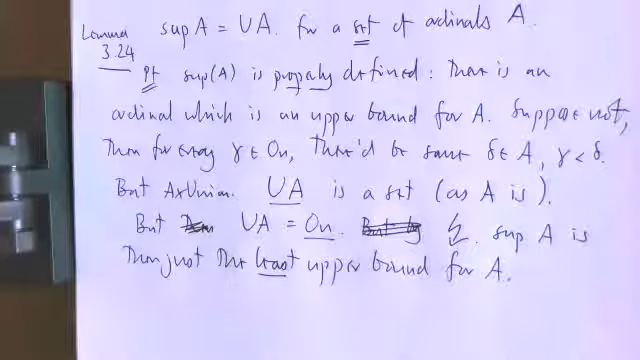 Lemma 3.24 sup A = ∪A. for a set of ordinals A.
Pf sup(A) is properly defined: There is an
ordinal which is an upper bound for A. Suppose not,
Then for every γ ∈ On, There'd be some δ ∈ A, γ < δ.
But AxUnion. ∪A is a set (as A is).
But ∪A = On. ↯. sup A is
Then just The least upper bound for A.